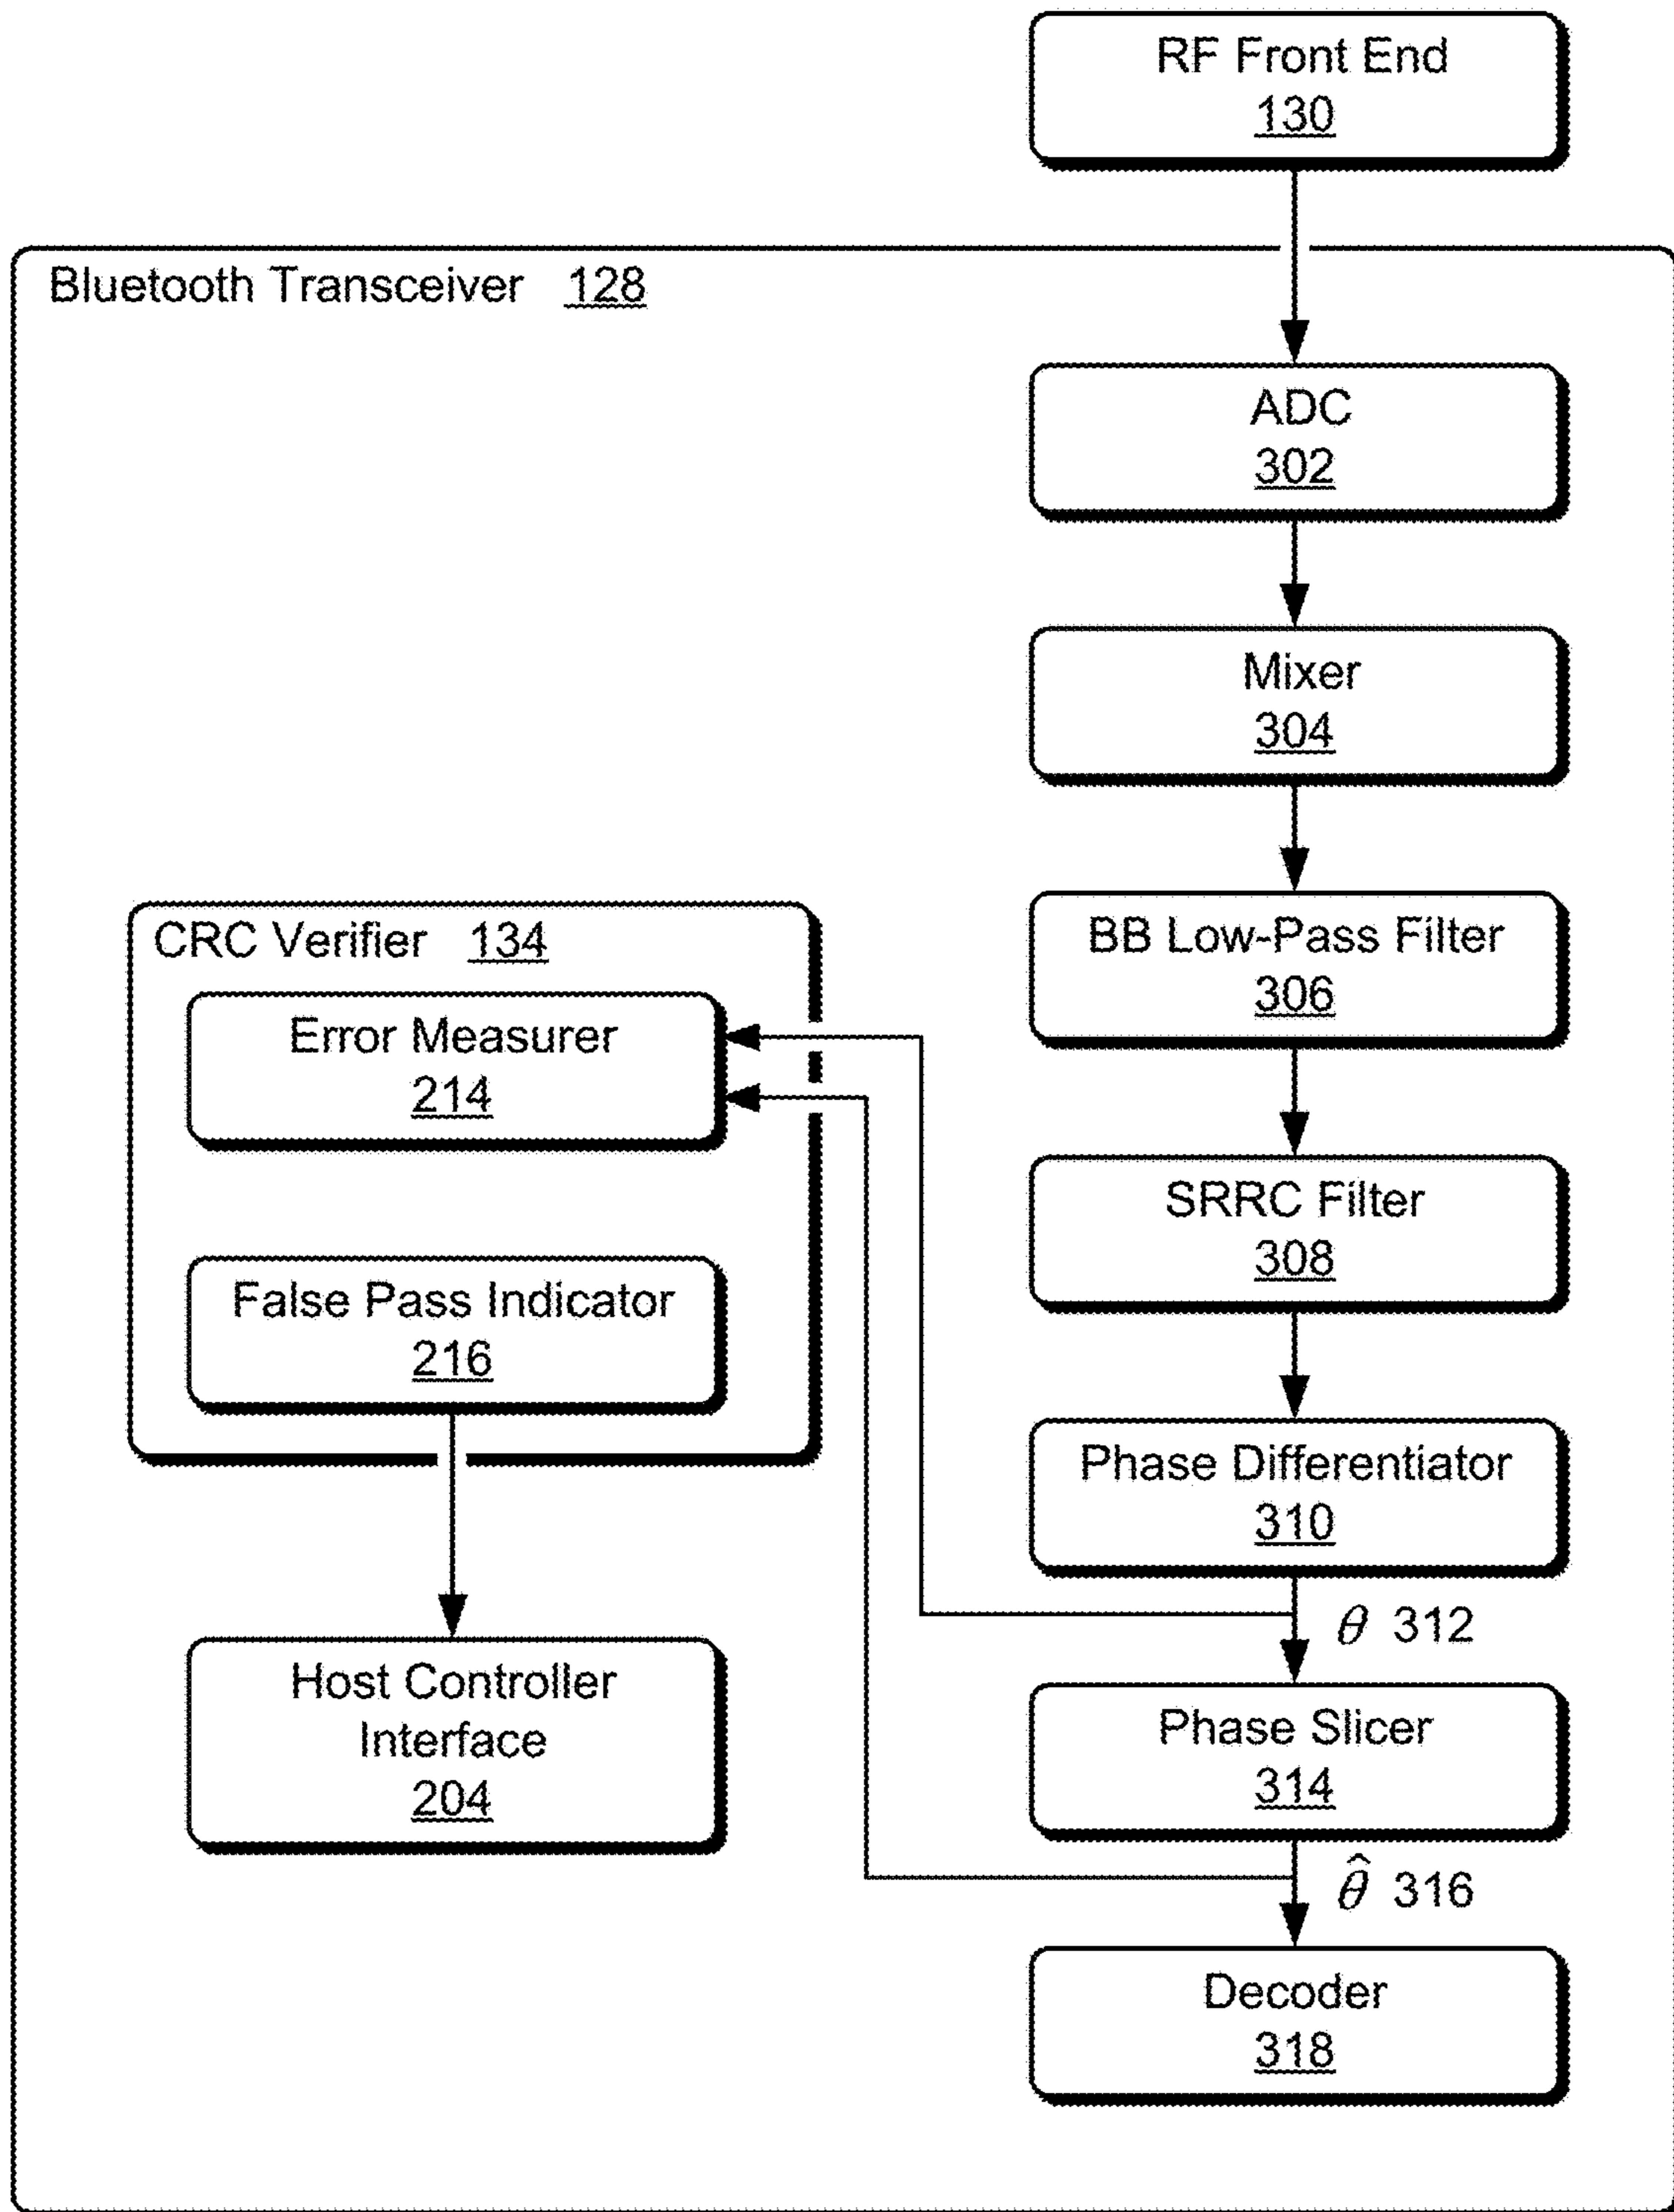 RF Front End
130
Bluetooth Transceiver 128
ADC
302
Mixer
304
BB Low-Pass Filter
306
CRC Verifier 134
Error Measurer
214
SRRC Filter
308
False Pass Indicator
216
Phase Differentiator
310
θ 312
Host Controller
Interface
204
Phase Slicer
314
θ̂ 316
Decoder
318